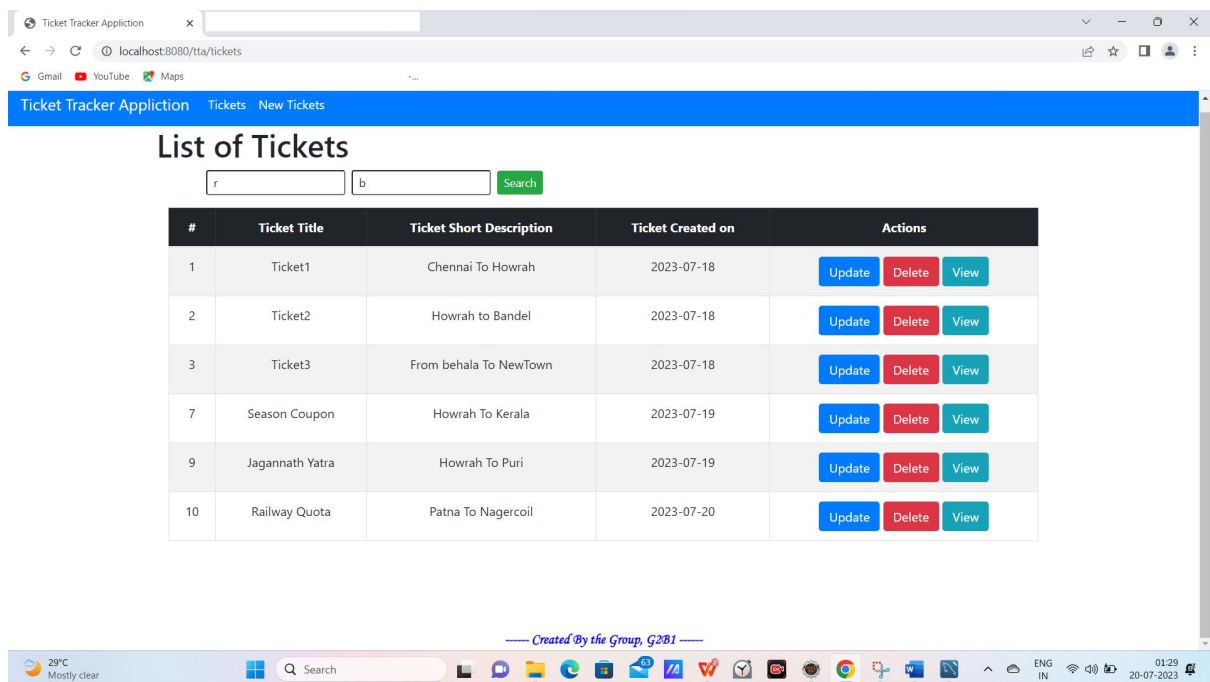 Ticket Tracker Appliction
localhost:8080/tta/tickets
Gmail YouTube Maps -...
Ticket Tracker Appliction Tickets New Tickets
List of Tickets
r b Search
# Ticket Title Ticket Short Description Ticket Created on Actions
1 Ticket1 Chennai To Howrah 2023-07-18 Update Delete View
2 Ticket2 Howrah to Bandel 2023-07-18 Update Delete View
3 Ticket3 From behala To NewTown 2023-07-18 Update Delete View
7 Season Coupon Howrah To Kerala 2023-07-19 Update Delete View
9 Jagannath Yatra Howrah To Puri 2023-07-19 Update Delete View
10 Railway Quota Patna To Nagercoil 2023-07-20 Update Delete View
------ Created By the Group, G2B1 ------
29°C
Mostly clear
Search
63
ENG
IN
01:29
20-07-2023